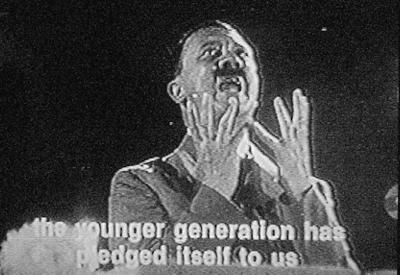 the younger generation has
pledged itself to us